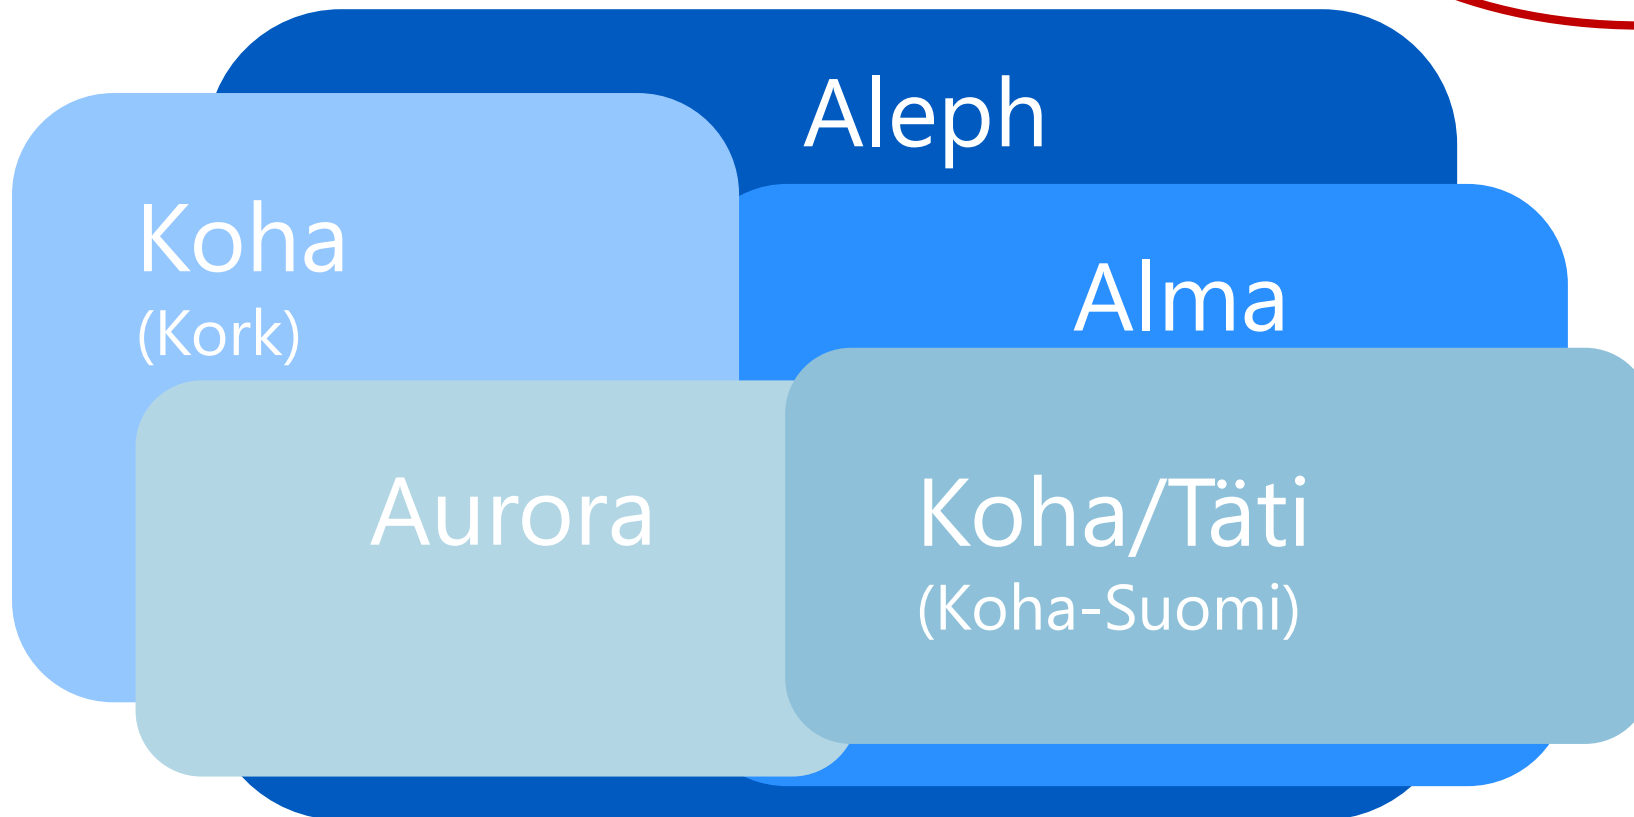 Aleph
Koha
(Kork)
Alma
Aurora
Koha/Täti
(Koha-Suomi)